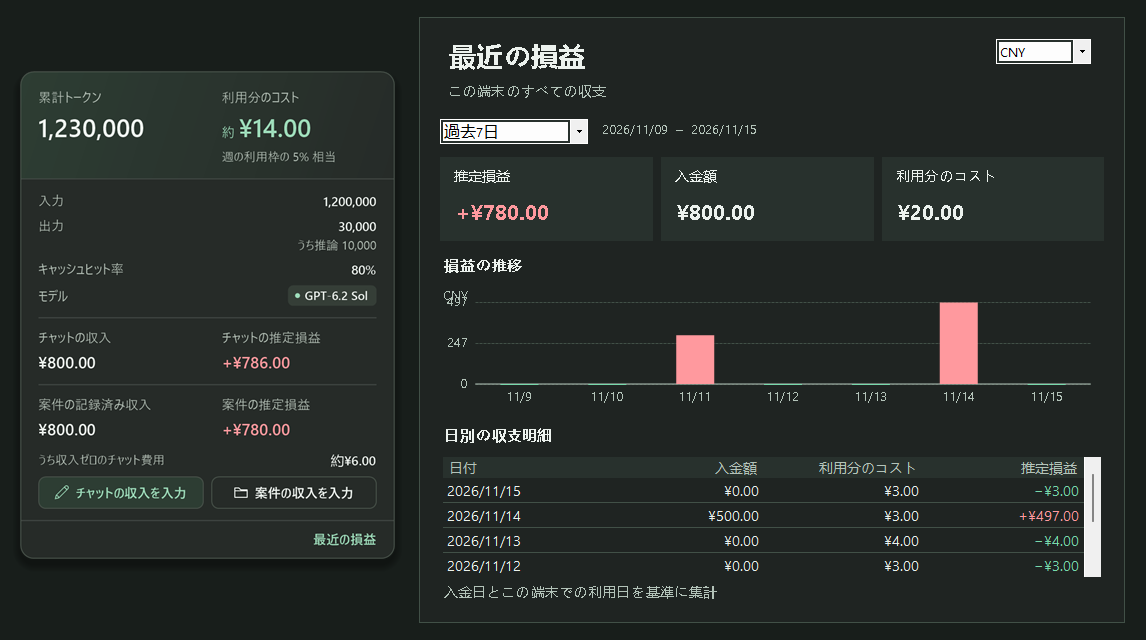 累計トークン
1,230,000
利用分のコスト
約 ¥14.00
週の利用枠の 5% 相当
入力 1,200,000
出力 30,000
うち推論 10,000
キャッシュヒット率 80%
モデル GPT-6.2 Sol
チャットの収入 チャットの推定損益
¥800.00 +¥786.00
案件の記録済み収入 案件の推定損益
¥800.00 +¥780.00
うち収入ゼロのチャット費用 約¥6.00
チャットの収入を入力 案件の収入を入力
最近の損益
最近の損益
CNY
この端末のすべての収支
過去7日 2026/11/09 – 2026/11/15
推定損益
+¥780.00
入金額
¥800.00
利用分のコスト
¥20.00
損益の推移
CNY
497
247
0
11/9 11/10 11/11 11/12 11/13 11/14 11/15
日別の収支明細
日付 入金額 利用分のコスト 推定損益
2026/11/15 ¥0.00 ¥3.00 −¥3.00
2026/11/14 ¥500.00 ¥3.00 +¥497.00
2026/11/13 ¥0.00 ¥4.00 −¥4.00
2026/11/12 ¥0.00 ¥3.00 −¥3.00
入金日とこの端末での利用日を基準に集計